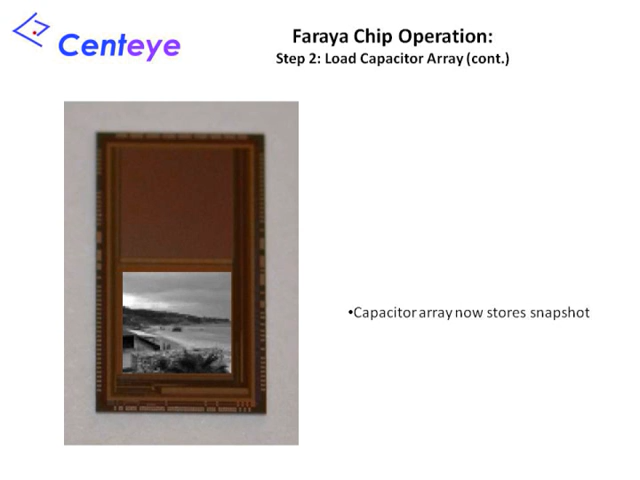 Centeye
Faraya Chip Operation:
Step 2: Load Capacitor Array (cont.)
•Capacitor array now stores snapshot